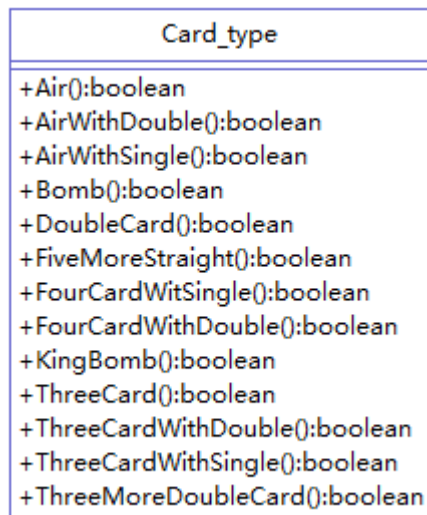 Card_type
+Air():boolean
+AirWithDouble():boolean
+AirWithSingle():boolean
+Bomb():boolean
+DoubleCard():boolean
+FiveMoreStraight():boolean
+FourCardWitSingle():boolean
+FourCardWithDouble():boolean
+KingBomb():boolean
+ThreeCard():boolean
+ThreeCardWithDouble():boolean
+ThreeCardWithSingle():boolean
+ThreeMoreDoubleCard():boolean